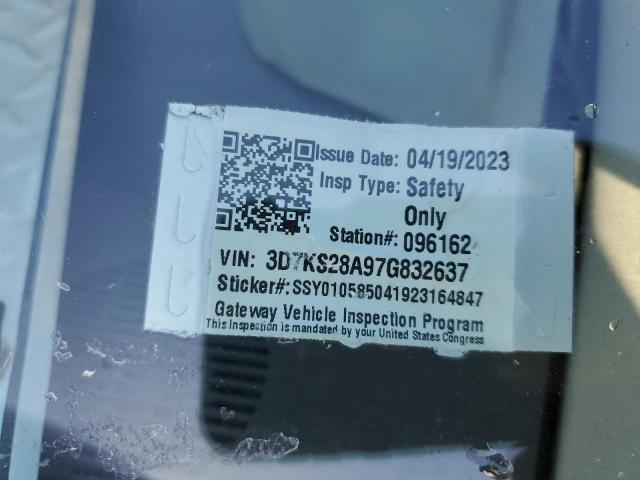 Issue Date: 04/19/2023
Insp Type: Safety
Only
Station#: 096162
VIN: 3D7KS28A97G832637
Sticker#: SSY010585041923164847
Gateway Vehicle Inspection Program
This Inspection is mandated by your United States Congress